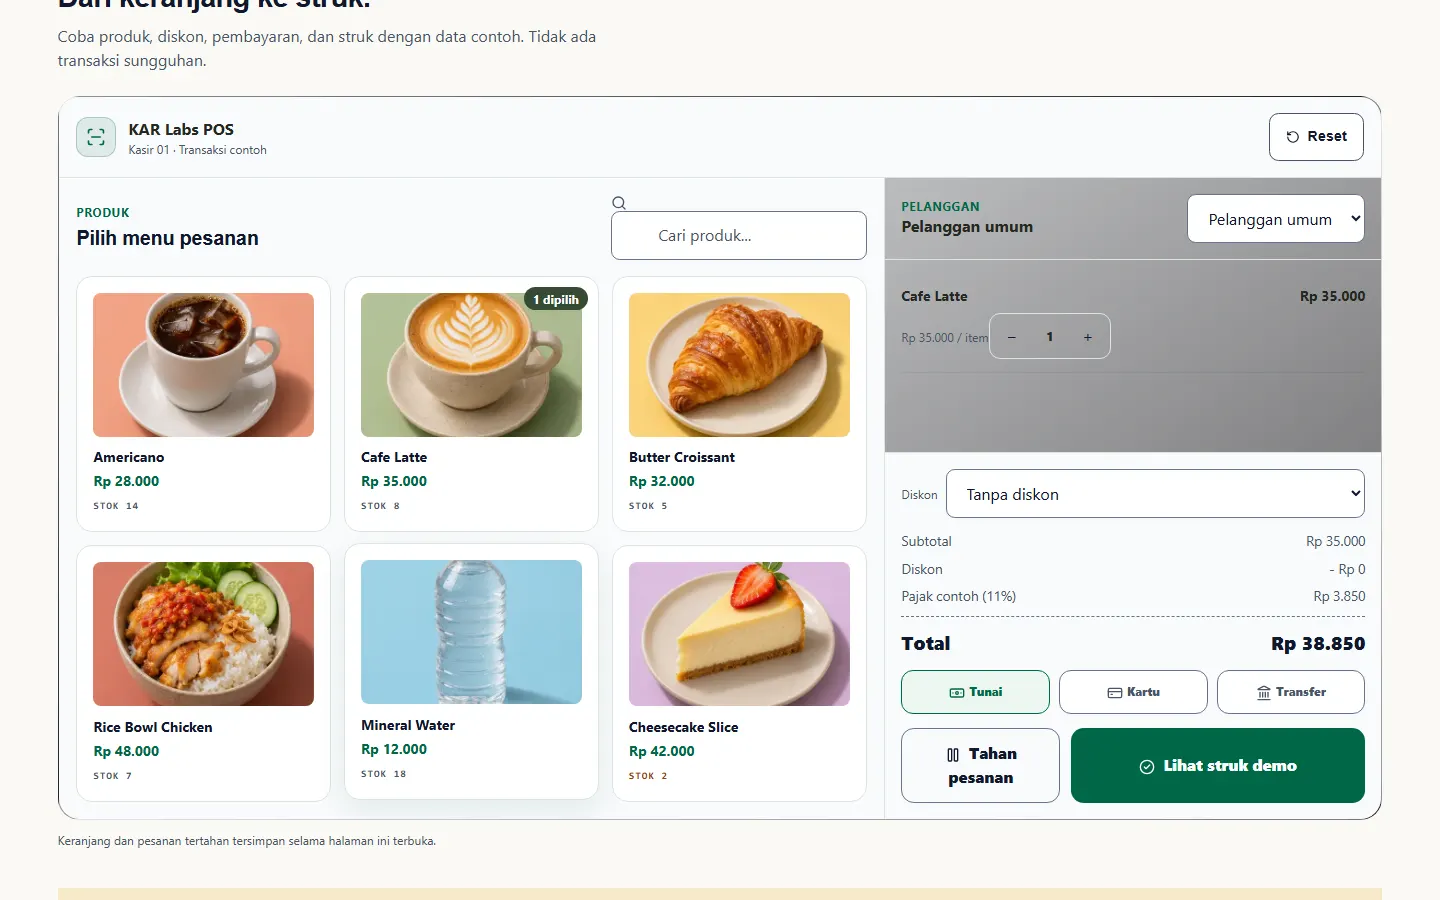 Dari keranjang ke struk.
Coba produk, diskon, pembayaran, dan struk dengan data contoh. Tidak ada
transaksi sungguhan.
KAR Labs POS
Kasir 01 · Transaksi contoh
Reset
PRODUK
Pilih menu pesanan
Cari produk...
1 dipilih
Americano
Rp 28.000
STOK 14
Cafe Latte
Rp 35.000
STOK 8
Butter Croissant
Rp 32.000
STOK 5
Rice Bowl Chicken
Rp 48.000
STOK 7
Mineral Water
Rp 12.000
STOK 18
Cheesecake Slice
Rp 42.000
STOK 2
PELANGGAN
Pelanggan umum
Pelanggan umum
Cafe Latte
Rp 35.000
Rp 35.000 / item
− 1 +
Diskon
Tanpa diskon
Subtotal
Rp 35.000
Diskon
- Rp 0
Pajak contoh (11%)
Rp 3.850
Total
Rp 38.850
Tunai
Kartu
Transfer
Tahan
pesanan
Lihat struk demo
Keranjang dan pesanan tertahan tersimpan selama halaman ini terbuka.